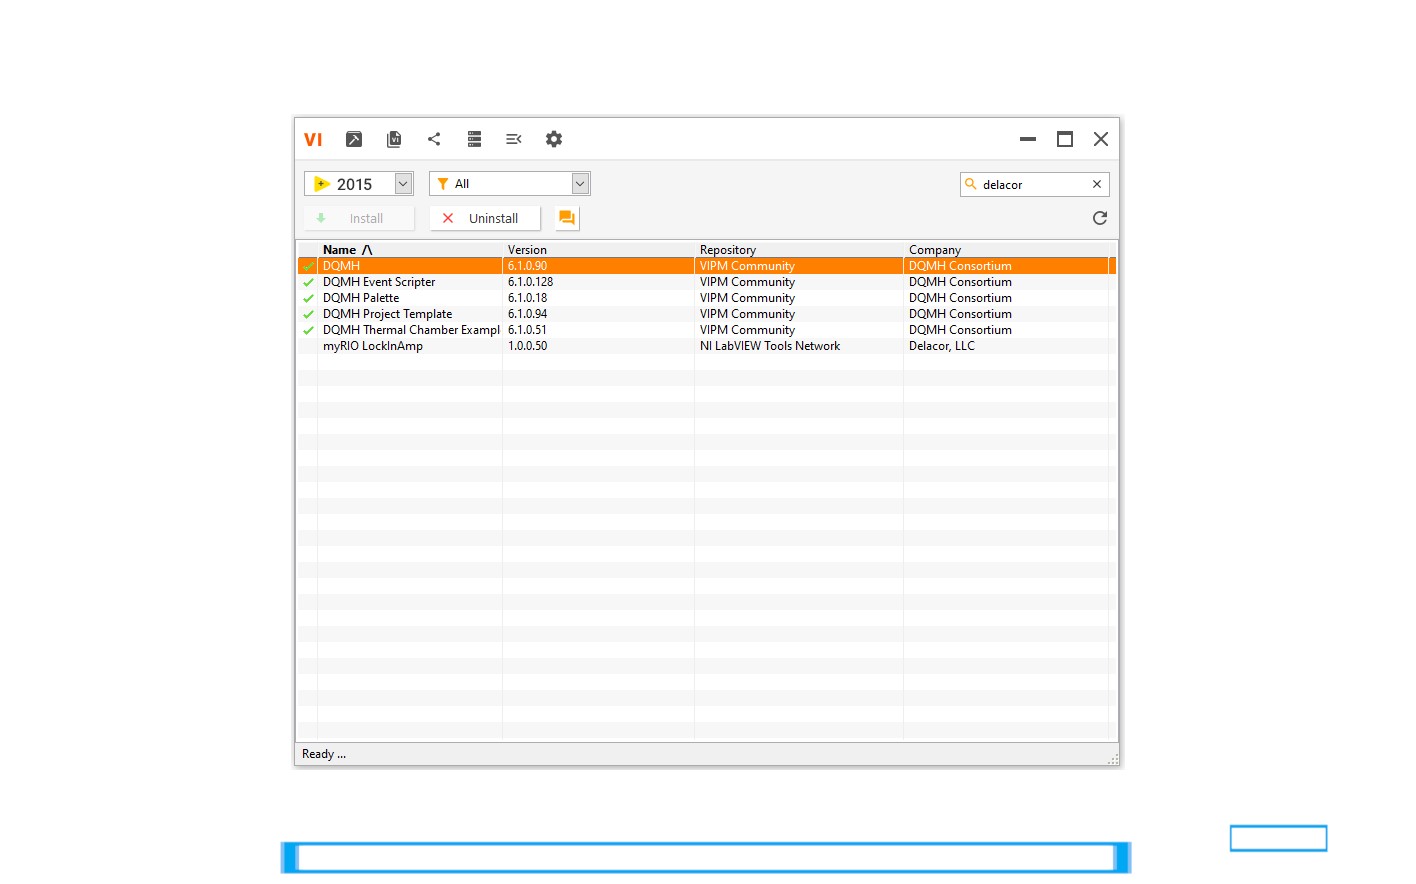 VI
2015 All delacor
Install Uninstall
Name Version Repository Company
DQMH 6.1.0.90 VIPM Community DQMH Consortium
DQMH Event Scripter 6.1.0.128 VIPM Community DQMH Consortium
DQMH Palette 6.1.0.18 VIPM Community DQMH Consortium
DQMH Project Template 6.1.0.94 VIPM Community DQMH Consortium
DQMH Thermal Chamber Exampl 6.1.0.51 VIPM Community DQMH Consortium
myRIO LockInAmp 1.0.0.50 NI LabVIEW Tools Network Delacor, LLC
Ready ...